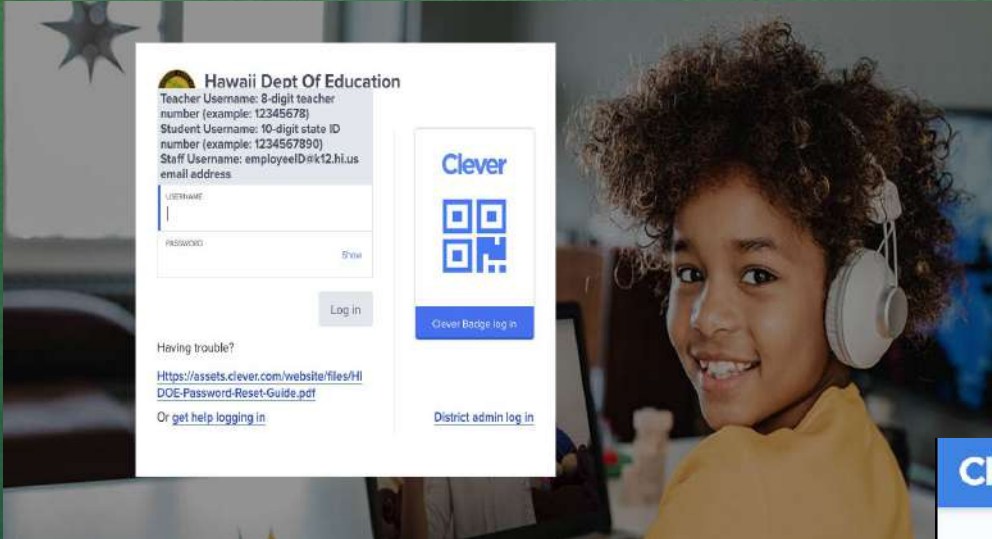 Hawaii Dept Of Education
Teacher Username: 8-digit teacher
number (example: 12345678)
Student Username: 10-digit state ID
number (example: 1234567890)
Staff Username: employeeID@k12.hi.us
email address
USERNAME
PASSWORD
Show
Log in
Having trouble?
Https://assets.clever.com/website/files/HI
DOE-Password-Reset-Guide.pdf
Or get help logging in
Clever
Clever Badge log in
District admin log in